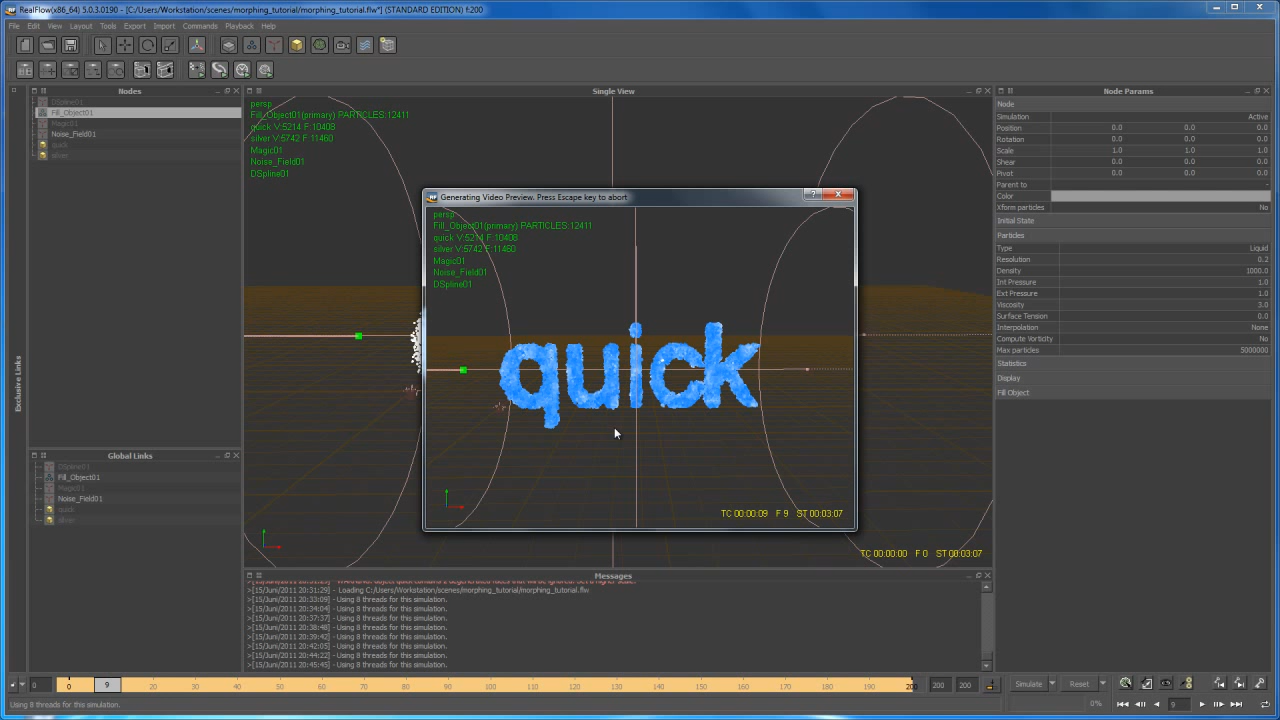 RealFlow(x86_64) 5.0.3.0190 - [C:/Users/Workstation/scenes/morphing_tutorial/morphing_tutorial.flw*] (STANDARD EDITION) f:200
File Edit View Layout Tools Export Import Commands Playback Help
Nodes
DSpline01
Fill_Object01
Magic01
Noise_Field01
quick
silver
Exclusive Links
Global Links
DSpline01
Fill_Object01
Magic01
Noise_Field01
quick
silver
Single View
persp
Fill_Object01(primary) PARTICLES:12411
quick V:5214 F:10408
silver V:5742 F:11460
Magic01
Noise_Field01
DSpline01
TC 00:00:00 F 0 ST 00:03:07
Generating Video Preview. Press Escape key to abort
persp
Fill_Object01(primary) PARTICLES:12411
quick V:5214 F:10408
silver V:5742 F:11460
Magic01
Noise_Field01
DSpline01
quick
TC 00:00:09 F 9 ST 00:03:07
Messages
>[15/Juni/2011 20:31:29] - Loading C:/Users/Workstation/scenes/morphing_tutorial/morphing_tutorial.flw
>[15/Juni/2011 20:33:09] - Using 8 threads for this simulation.
>[15/Juni/2011 20:34:04] - Using 8 threads for this simulation.
>[15/Juni/2011 20:37:37] - Using 8 threads for this simulation.
>[15/Juni/2011 20:38:48] - Using 8 threads for this simulation.
>[15/Juni/2011 20:39:42] - Using 8 threads for this simulation.
>[15/Juni/2011 20:42:05] - Using 8 threads for this simulation.
>[15/Juni/2011 20:44:22] - Using 8 threads for this simulation.
>[15/Juni/2011 20:45:45] - Using 8 threads for this simulation.
Node Params
Node
Simulation Active
Position 0.0 0.0 0.0
Rotation 0.0 0.0 0.0
Scale 1.0 1.0 1.0
Shear 0.0 0.0 0.0
Pivot 0.0 0.0 0.0
Parent to -
Color
Xform particles No
Initial State
Particles
Type Liquid
Resolution 0.2
Density 1000.0
Int Pressure 1.0
Ext Pressure 1.0
Viscosity 3.0
Surface Tension 0.0
Interpolation None
Compute Vorticity No
Max particles 5000000
Statistics
Display
Fill Object
0 0 9 20 30 40 50 60 70 80 90 100 110 120 130 140 150 160 170 180 190 200 200 200
Simulate Reset
Using 8 threads for this simulation.
0% 9